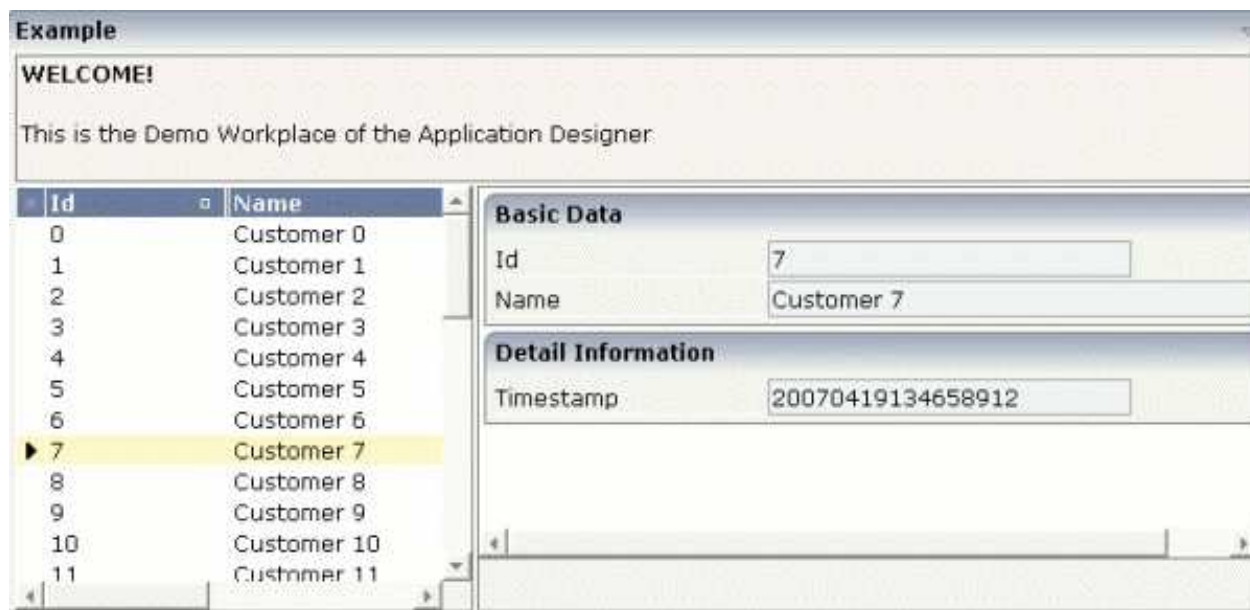 Example
WELCOME!
This is the Demo Workplace of the Application Designer
Id Name
0 Customer 0
1 Customer 1
2 Customer 2
3 Customer 3
4 Customer 4
5 Customer 5
6 Customer 6
7 Customer 7
8 Customer 8
9 Customer 9
10 Customer 10
11 Customer 11
Basic Data
Id 7
Name Customer 7
Detail Information
Timestamp 20070419134658912